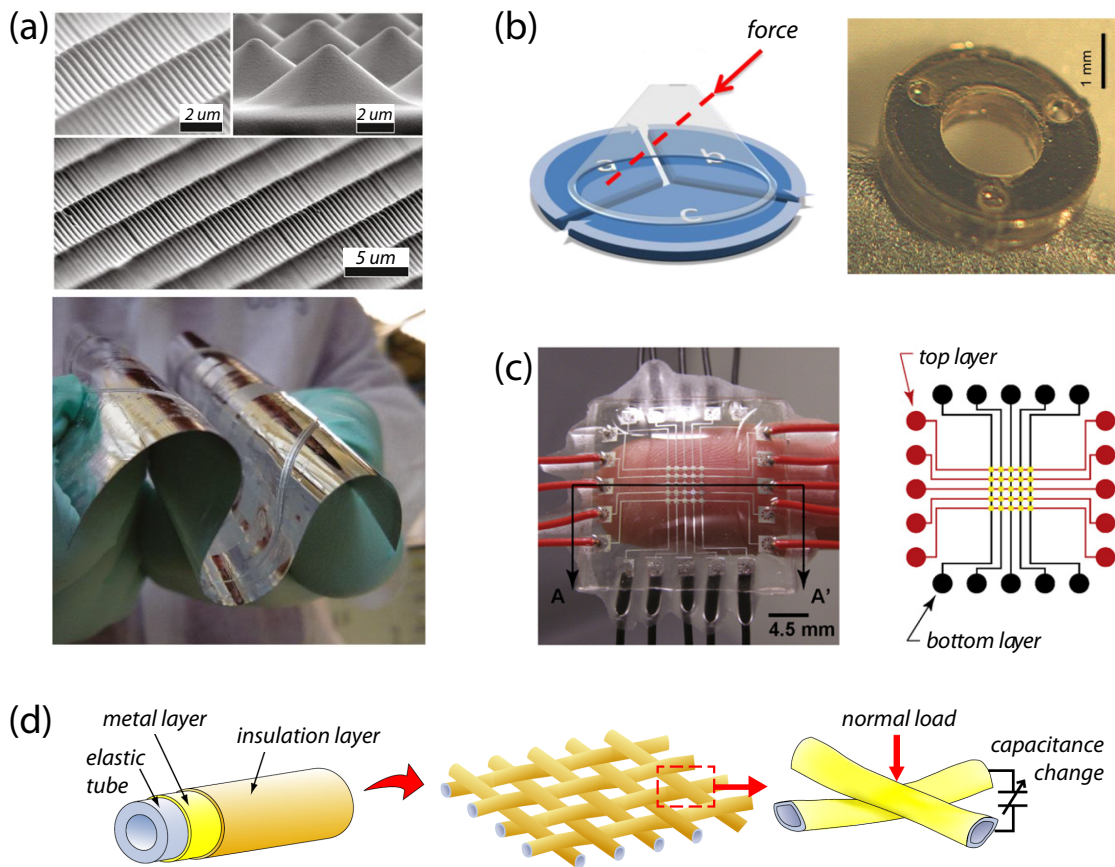 (a)
2 um
2 um
5 um
(b)
force
a
b
c
1 mm
(c)
A
A'
4.5 mm
top layer
bottom layer
(d)
metal layer
elastic
tube
insulation layer
normal load
capacitance
change